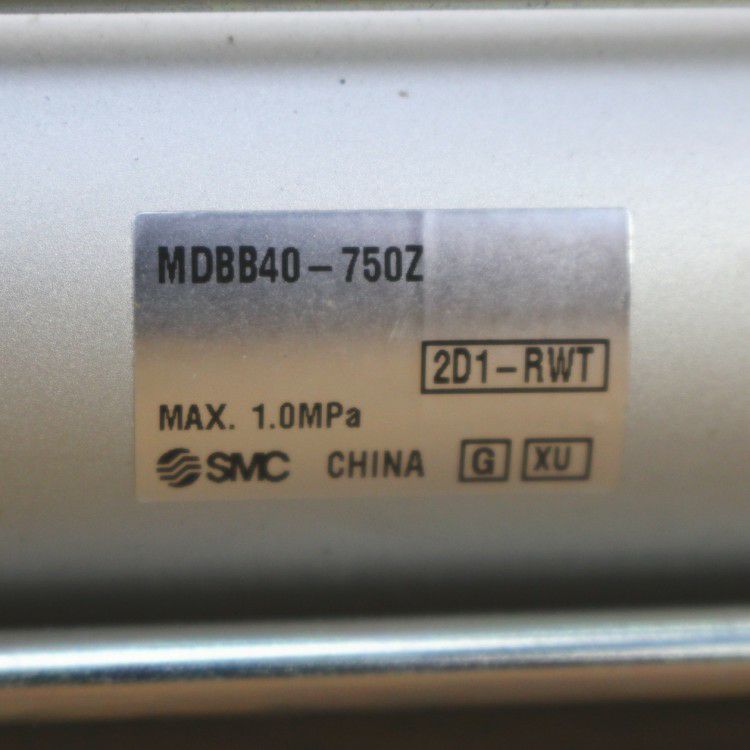 MDBB40-750Z
2D1-RWT
MAX. 1.0MPa
SMC CHINA G XU